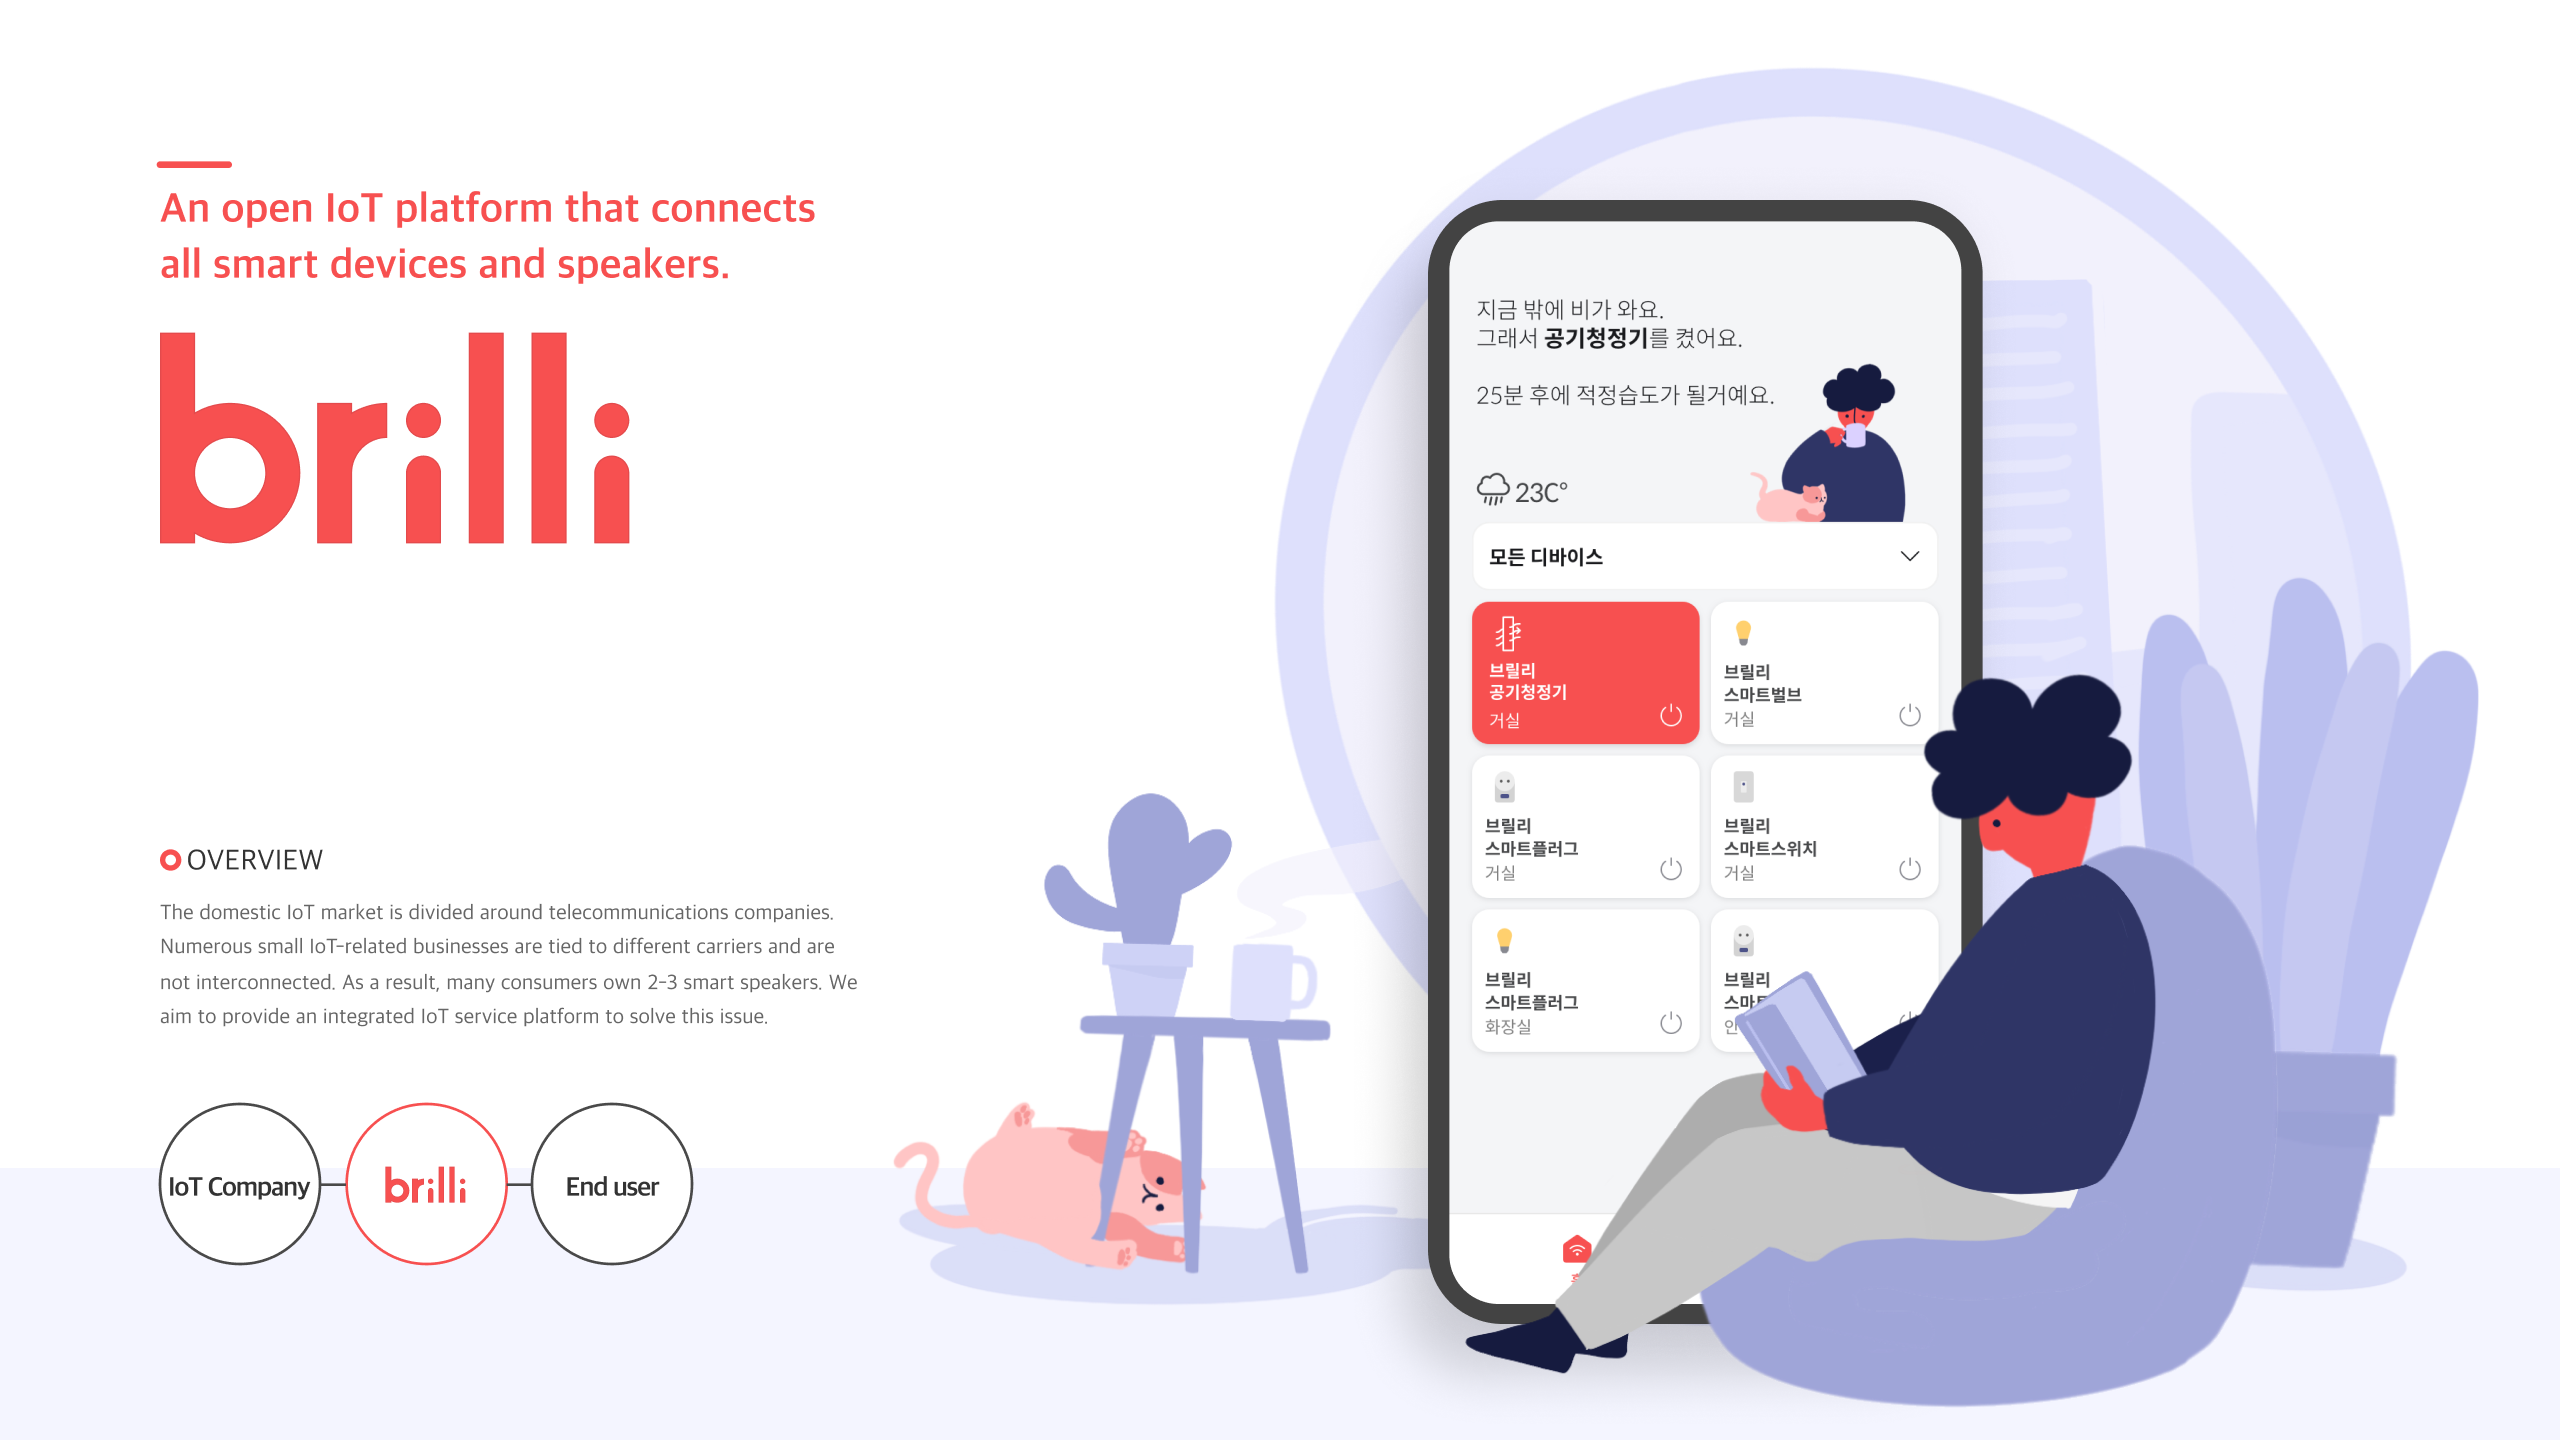 An open IoT platform that connects
all smart devices and speakers.
brilli
OVERVIEW
The domestic IoT market is divided around telecommunications companies.
Numerous small IoT-related businesses are tied to different carriers and are
not interconnected. As a result, many consumers own 2-3 smart speakers. We
aim to provide an integrated IoT service platform to solve this issue.
IoT Company
brilli
End user
지금 밖에 비가 와요.
그래서 공기청정기를 켰어요.
25분 후에 적정습도가 될거예요.
23C°
모든 디바이스
브릴리
공기청정기
거실
브릴리
스마트벌브
거실
브릴리
스마트플러그
거실
브릴리
스마트스위치
거실
브릴리
스마트플러그
화장실
브릴리